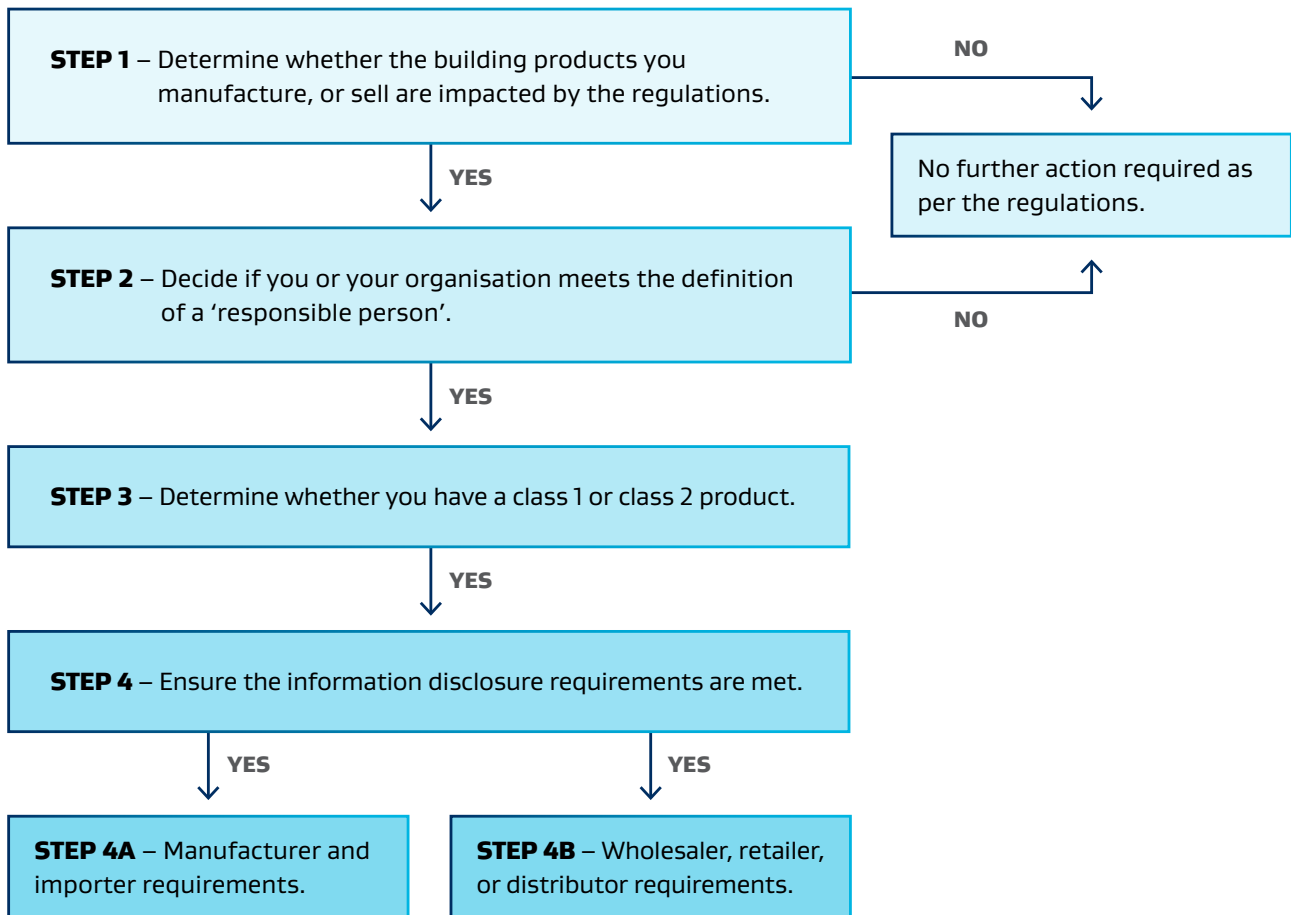 STEP 1 – Determine whether the building products you
manufacture, or sell are impacted by the regulations.
NO
No further action required as
per the regulations.
YES
STEP 2 – Decide if you or your organisation meets the definition
of a ‘responsible person’.
NO
YES
STEP 3 – Determine whether you have a class 1 or class 2 product.
YES
STEP 4 – Ensure the information disclosure requirements are met.
YES
YES
STEP 4A – Manufacturer and
importer requirements.
STEP 4B – Wholesaler, retailer,
or distributor requirements.